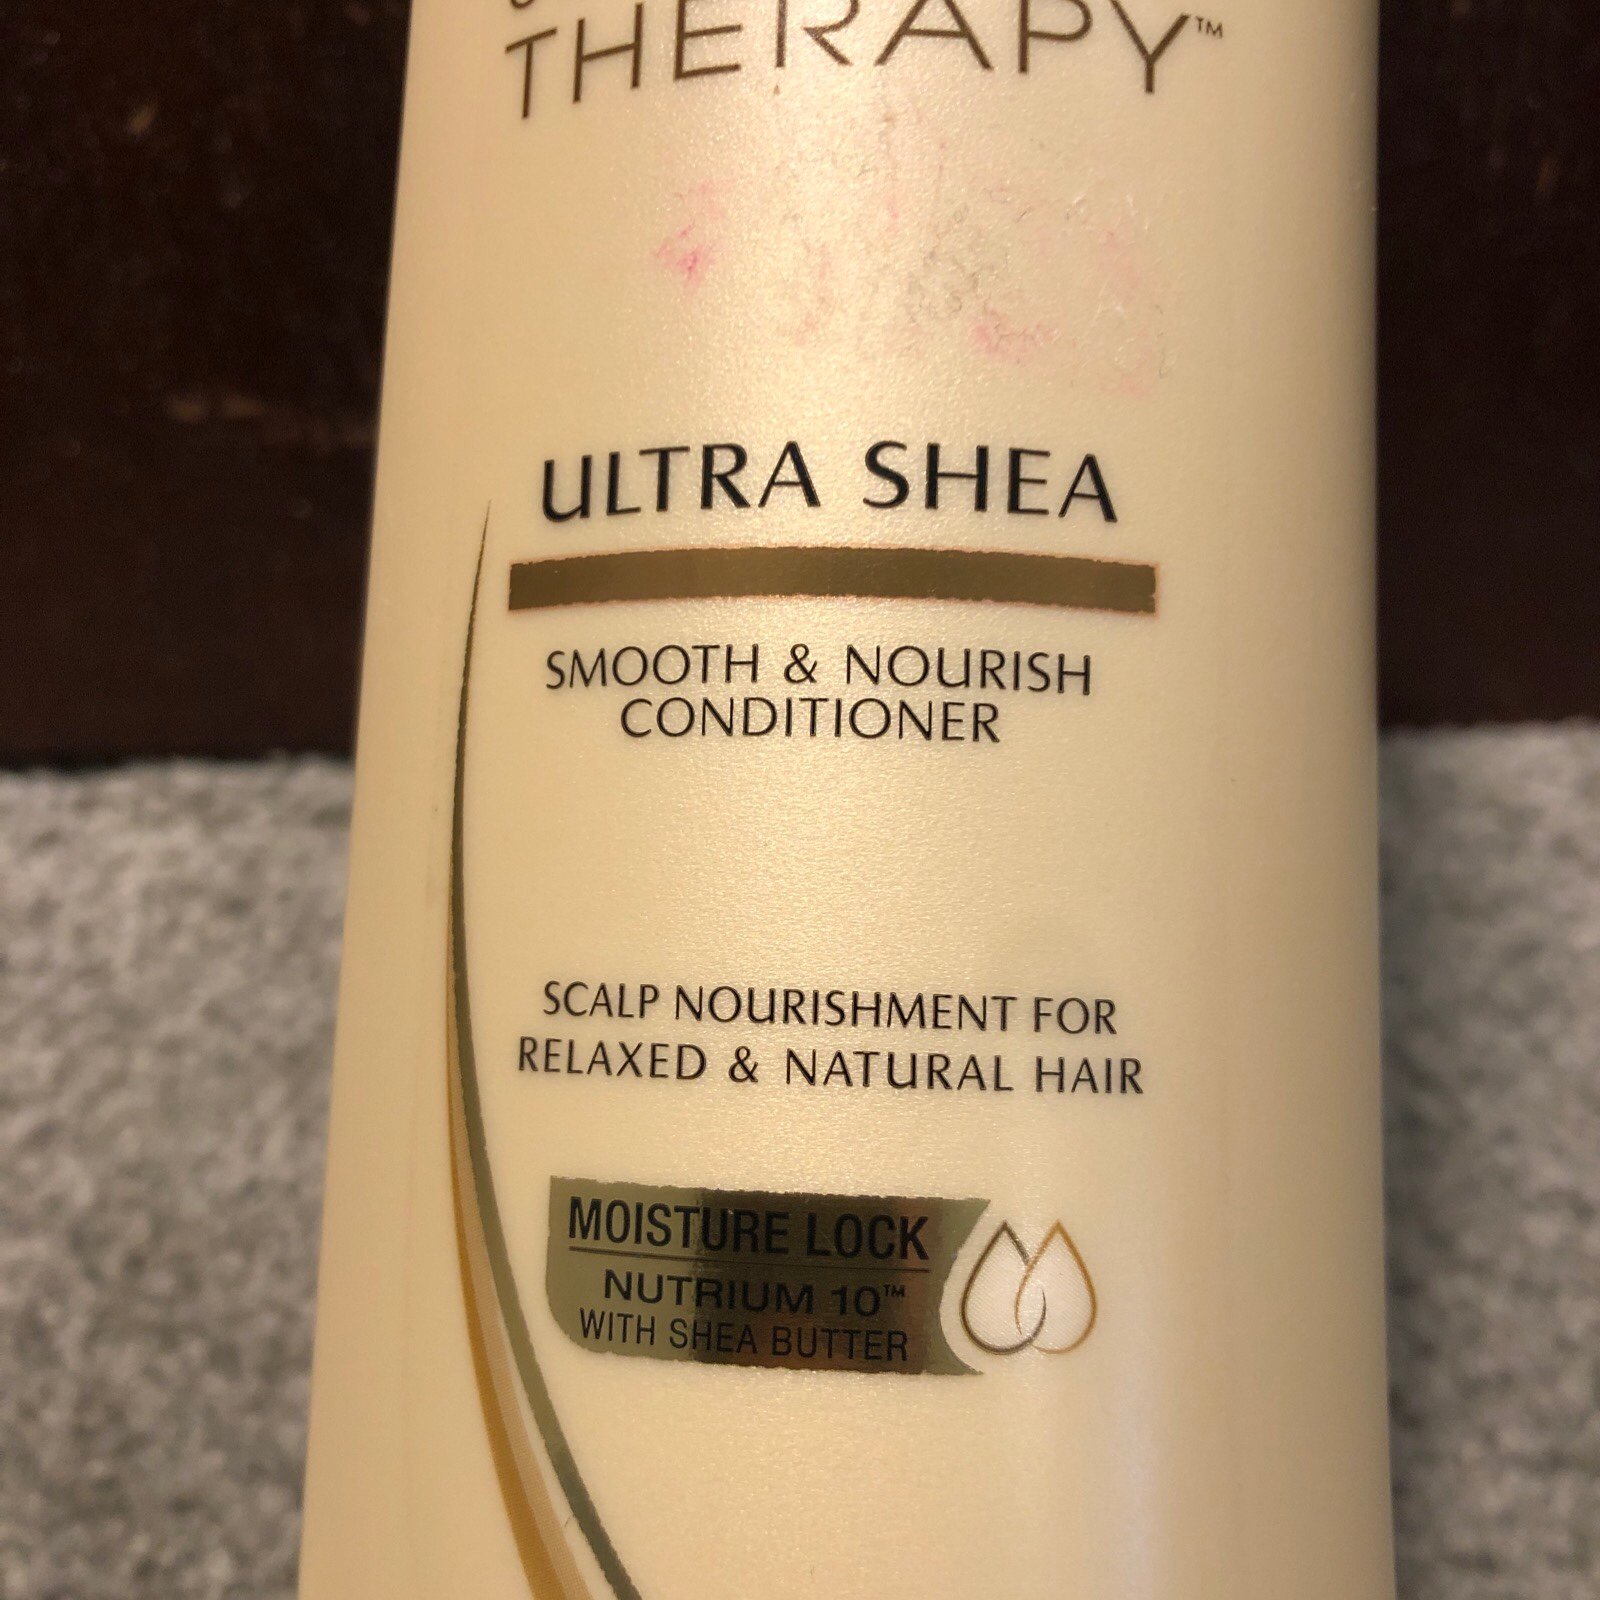 THERAPY™
ULTRA SHEA
SMOOTH & NOURISH
CONDITIONER
SCALP NOURISHMENT FOR
RELAXED & NATURAL HAIR
MOISTURE LOCK
NUTRIUM 10™
WITH SHEA BUTTER